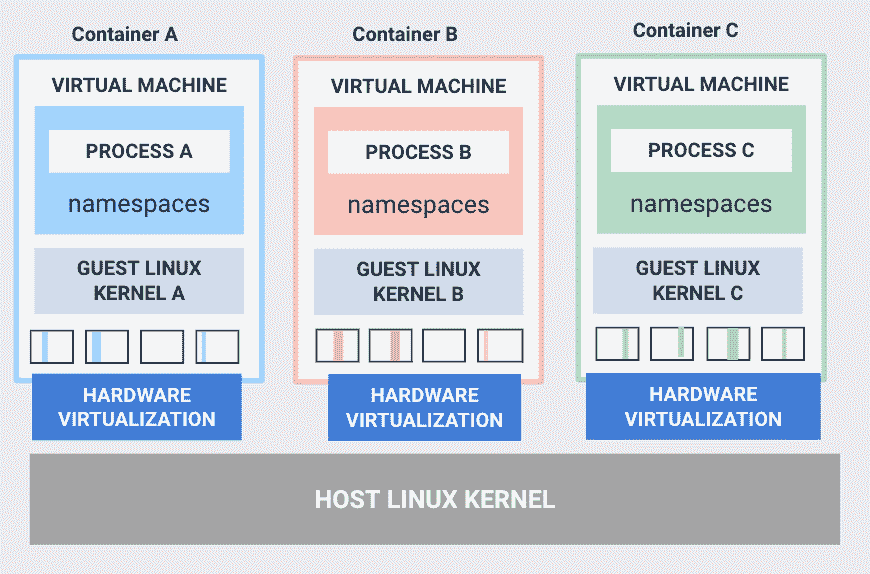 Container A
VIRTUAL MACHINE
PROCESS A
namespaces
GUEST LINUX
KERNEL A
HARDWARE
VIRTUALIZATION
Container B
VIRTUAL MACHINE
PROCESS B
namespaces
GUEST LINUX
KERNEL B
HARDWARE
VIRTUALIZATION
Container C
VIRTUAL MACHINE
PROCESS C
namespaces
GUEST LINUX
KERNEL C
HARDWARE
VIRTUALIZATION
HOST LINUX KERNEL